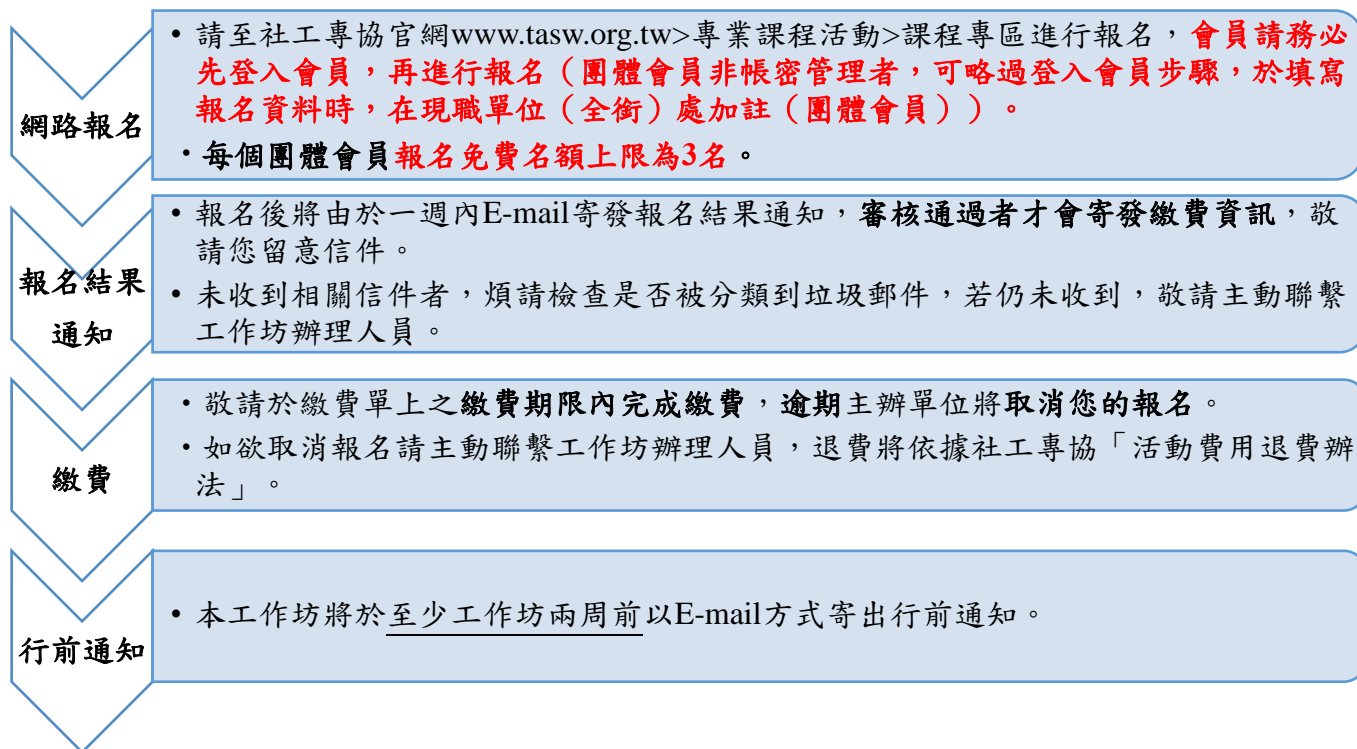 網路報名
• 請至社工專協官網www.tasw.org.tw>專業課程活動>課程專區進行報名，會員請務必
先登入會員，再進行報名（團體會員非帳密管理者，可略過登入會員步驟，於填寫
報名資料時，在現職單位（全銜）處加註（團體會員））。
•每個團體會員報名免費名額上限為3名。
報名結果
通知
• 報名後將由於一週內E-mail寄發報名結果通知，審核通過者才會寄發繳費資訊，敬
請您留意信件。
• 未收到相關信件者，煩請檢查是否被分類到垃圾郵件，若仍未收到，敬請主動聯繫
工作坊辦理人員。
繳費
• 敬請於繳費單上之繳費期限內完成繳費，逾期主辦單位將取消您的報名。
• 如欲取消報名請主動聯繫工作坊辦理人員，退費將依據社工專協「活動費用退費辦
法」。
行前通知
• 本工作坊將於至少工作坊兩周前以E-mail方式寄出行前通知。